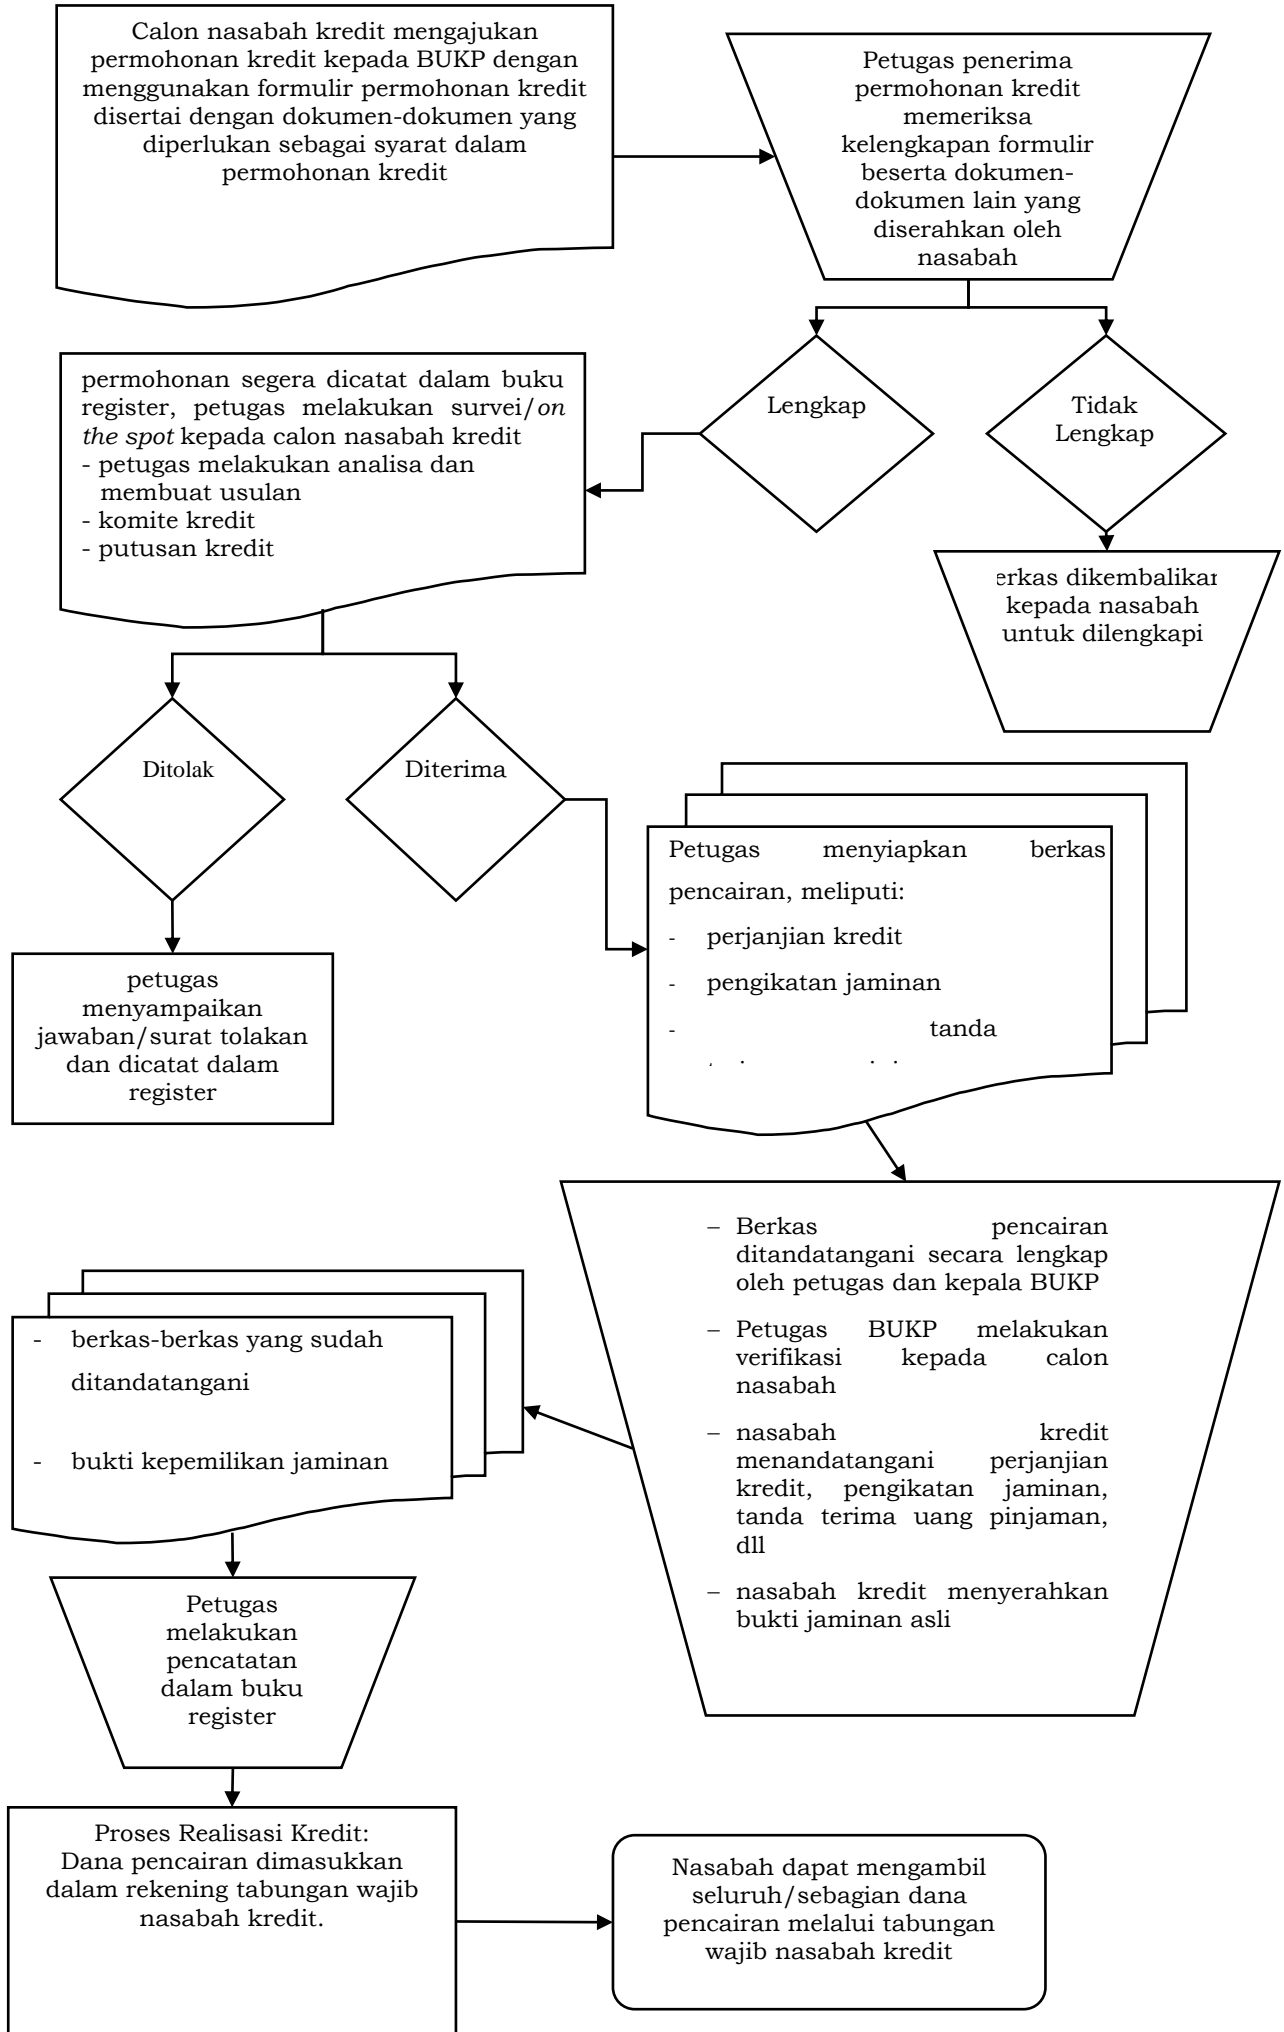 Calon nasabah kredit mengajukan
permohonan kredit kepada BUKP dengan
menggunakan formulir permohonan kredit
disertai dengan dokumen-dokumen yang
diperlukan sebagai syarat dalam
permohonan kredit
Petugas penerima
permohonan kredit
memeriksa
kelengkapan formulir
beserta dokumen-
dokumen lain yang
diserahkan oleh
nasabah
Lengkap
Tidak
Lengkap
permohonan segera dicatat dalam buku
register, petugas melakukan survei/on
the spot kepada calon nasabah kredit
- petugas melakukan analisa dan
membuat usulan
- komite kredit
- putusan kredit
erkas dikembalikan
kepada nasabah
untuk dilengkapi
Ditolak
Diterima
Petugas menyiapkan berkas
pencairan, meliputi:
- perjanjian kredit
- pengikatan jaminan
- tanda
petugas
menyampaikan
jawaban/surat tolakan
dan dicatat dalam
register
– Berkas pencairan
ditandatangani secara lengkap
oleh petugas dan kepala BUKP
– Petugas BUKP melakukan
verifikasi kepada calon
nasabah
– nasabah kredit
menandatangani perjanjian
kredit, pengikatan jaminan,
tanda terima uang pinjaman,
dll
– nasabah kredit menyerahkan
bukti jaminan asli
- berkas-berkas yang sudah
ditandatangani
- bukti kepemilikan jaminan
Petugas
melakukan
pencatatan
dalam buku
register
Proses Realisasi Kredit:
Dana pencairan dimasukkan
dalam rekening tabungan wajib
nasabah kredit.
Nasabah dapat mengambil
seluruh/sebagian dana
pencairan melalui tabungan
wajib nasabah kredit